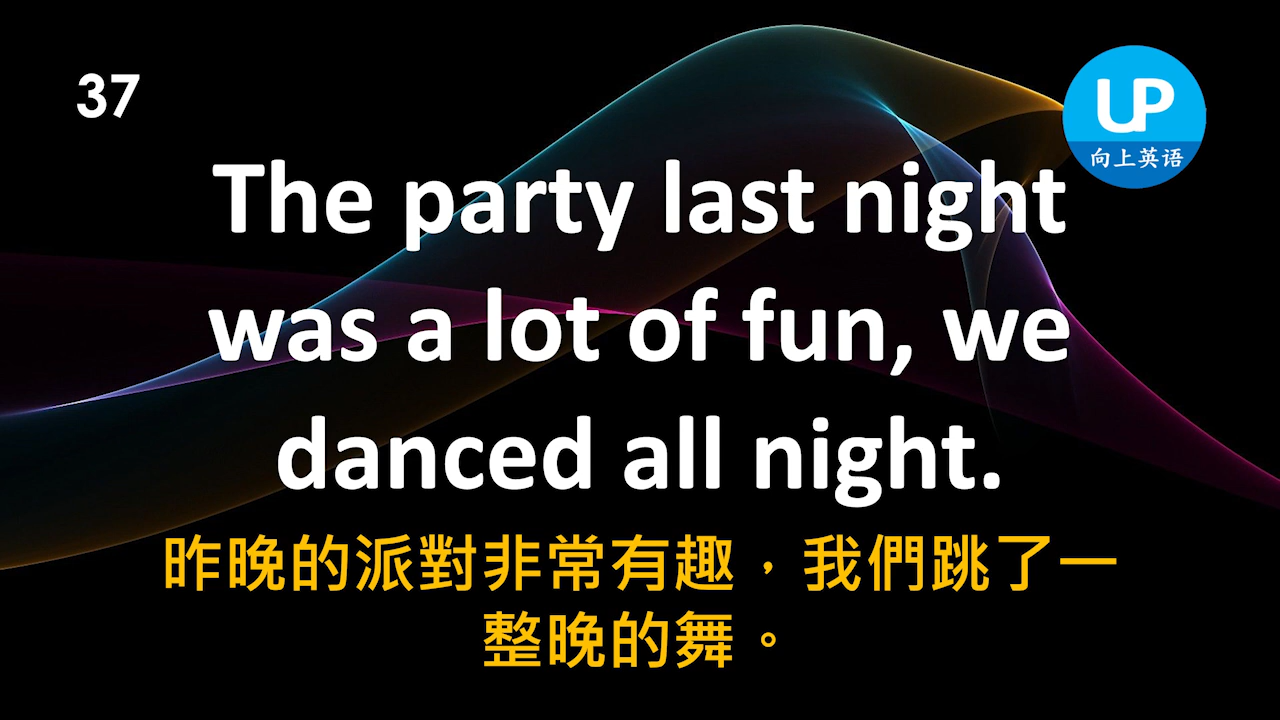 37
UP
向上英语
The party last night
was a lot of fun, we
danced all night.
昨晚的派對非常有趣，我們跳了一
整晚的舞。